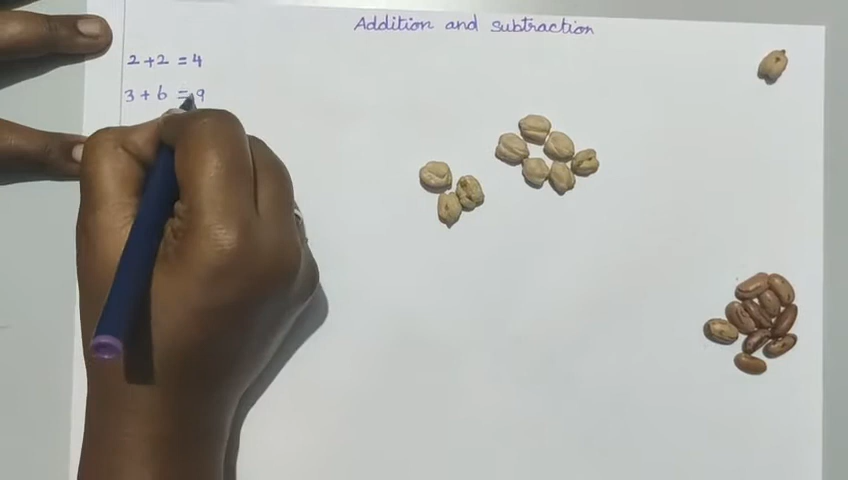 Addition and subtraction
2+2 = 4
3 + 6 = 9